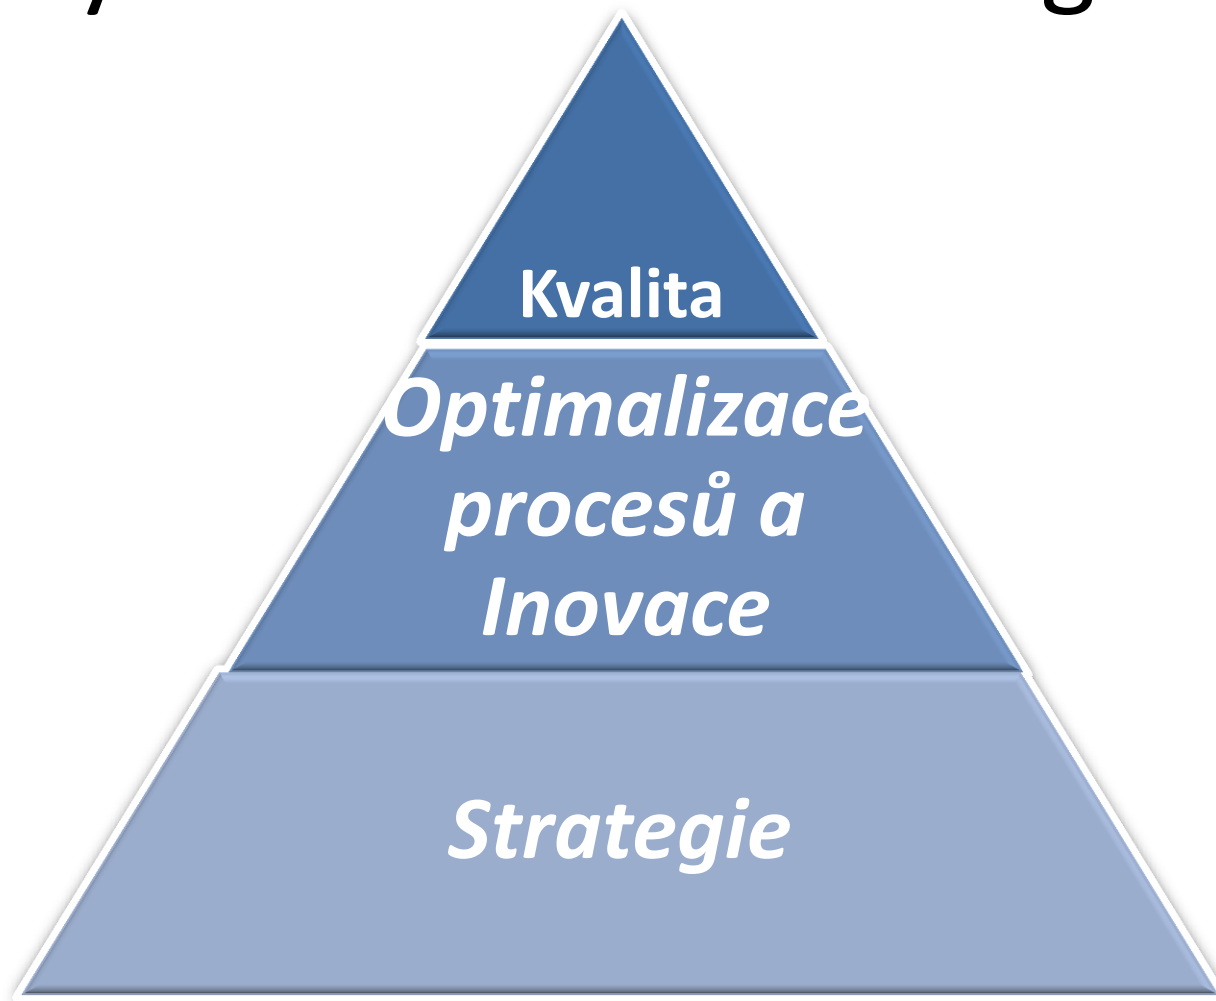 Kvalita
Optimalizace
procesů a
Inovace
Strategie